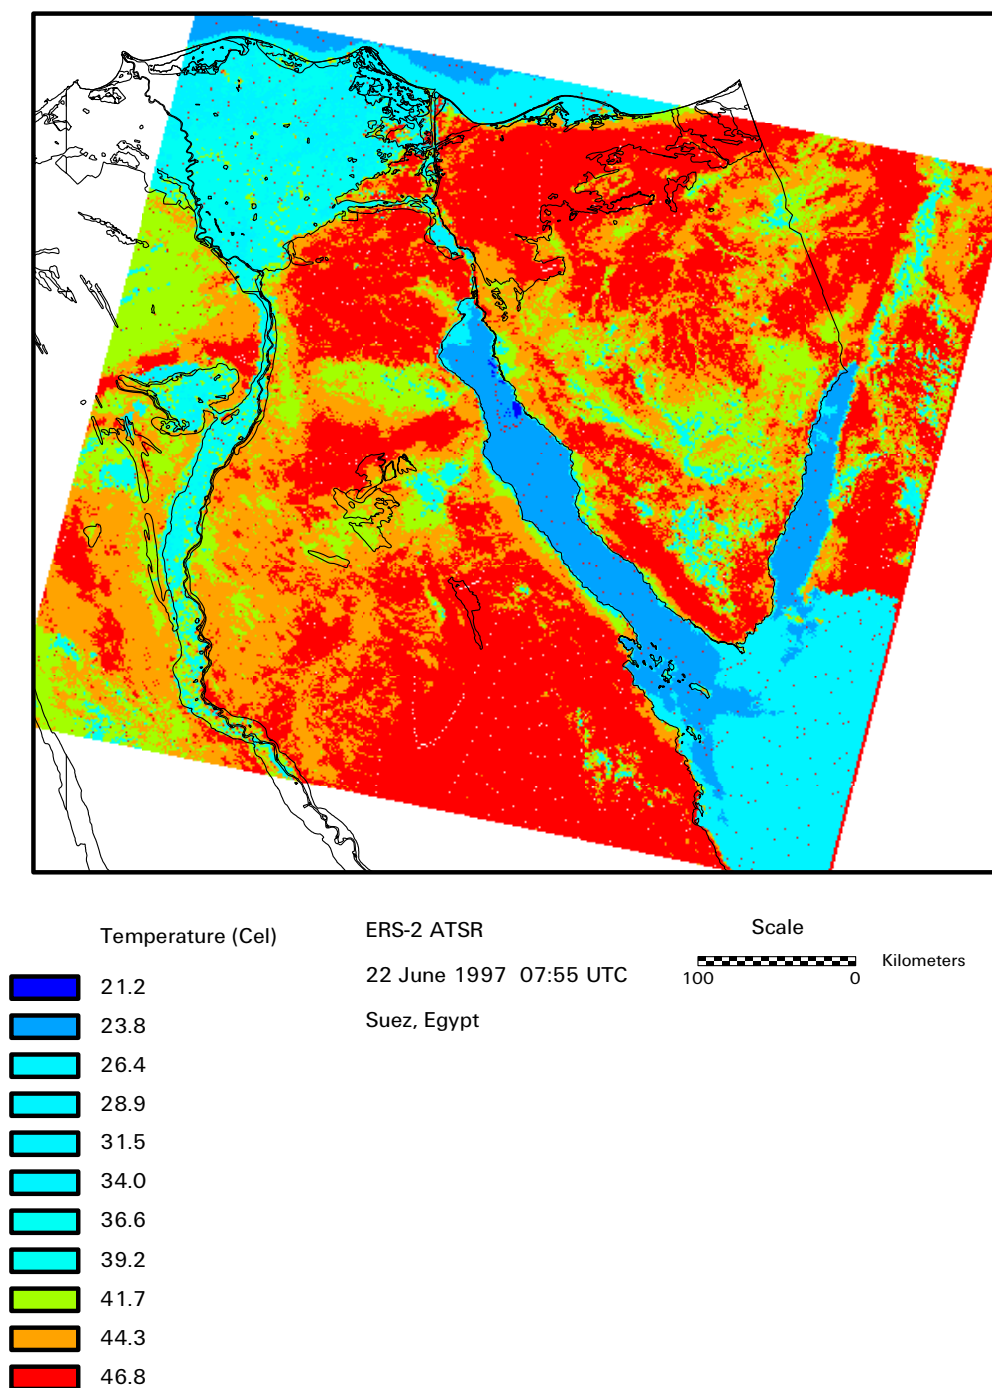 Temperature (Cel)
21.2
23.8
26.4
28.9
31.5
34.0
36.6
39.2
41.7
44.3
46.8
ERS-2 ATSR
22 June 1997 07:55 UTC
Suez, Egypt
Scale
100 0 Kilometers